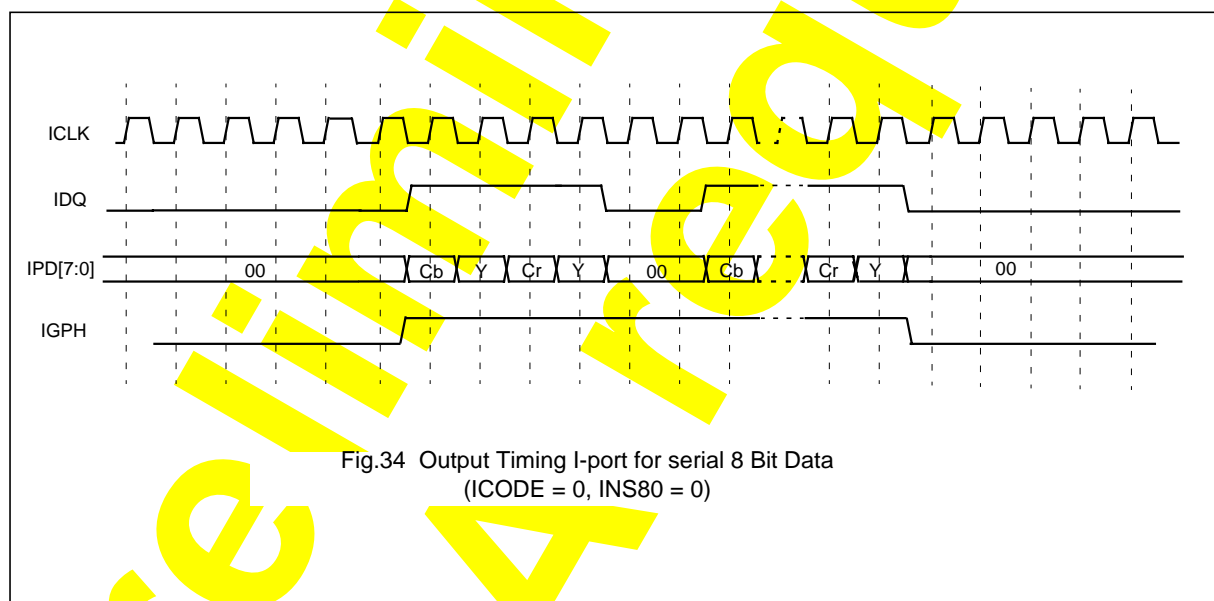 ICLK
IDQ
IPD[7:0] 00 Cb Y Cr Y 00 Cb Cr Y 00
IGPH
Fig.34 Output Timing I-port for serial 8 Bit Data
(ICODE = 0, INS80 = 0)